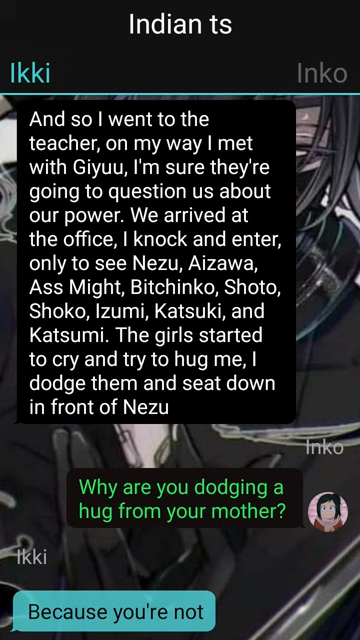 Indian ts
Ikki Inko
And so I went to the
teacher, on my way I met
with Giyuu, I'm sure they're
going to question us about
our power. We arrived at
the office, I knock and enter,
only to see Nezu, Aizawa,
Ass Might, Bitchinko, Shoto,
Shoko, Izumi, Katsuki, and
Katsumi. The girls started
to cry and try to hug me, I
dodge them and seat down
in front of Nezu
Inko
Why are you dodging a
hug from your mother?
Ikki
Because you're not